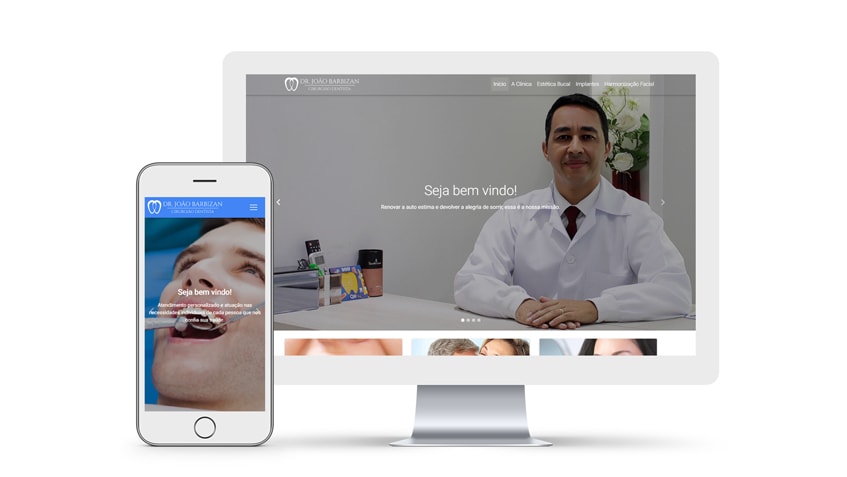 DR. JOÃO BARBIZAN
CIRURGIÃO DENTISTA
Início A Clínica Estética Bucal Implantes Harmonização Facial
Seja bem vindo!
Renovar a auto estima e devolver a alegria de sorrir, essa é a nossa missão.
DR. JOÃO BARBIZAN
CIRURGIÃO DENTISTA
Seja bem vindo!
Atendimento personalizado e atuação nas
necessidades individuais de cada pessoa que nos
confia sua saúde